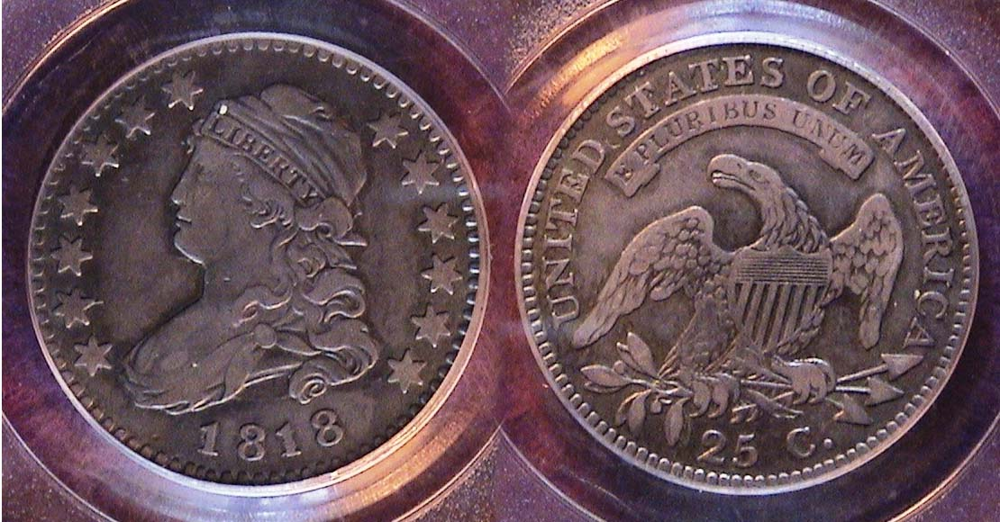 LIBERTY
1818
UNITED STATES OF AMERICA
E PLURIBUS UNUM
25 C.